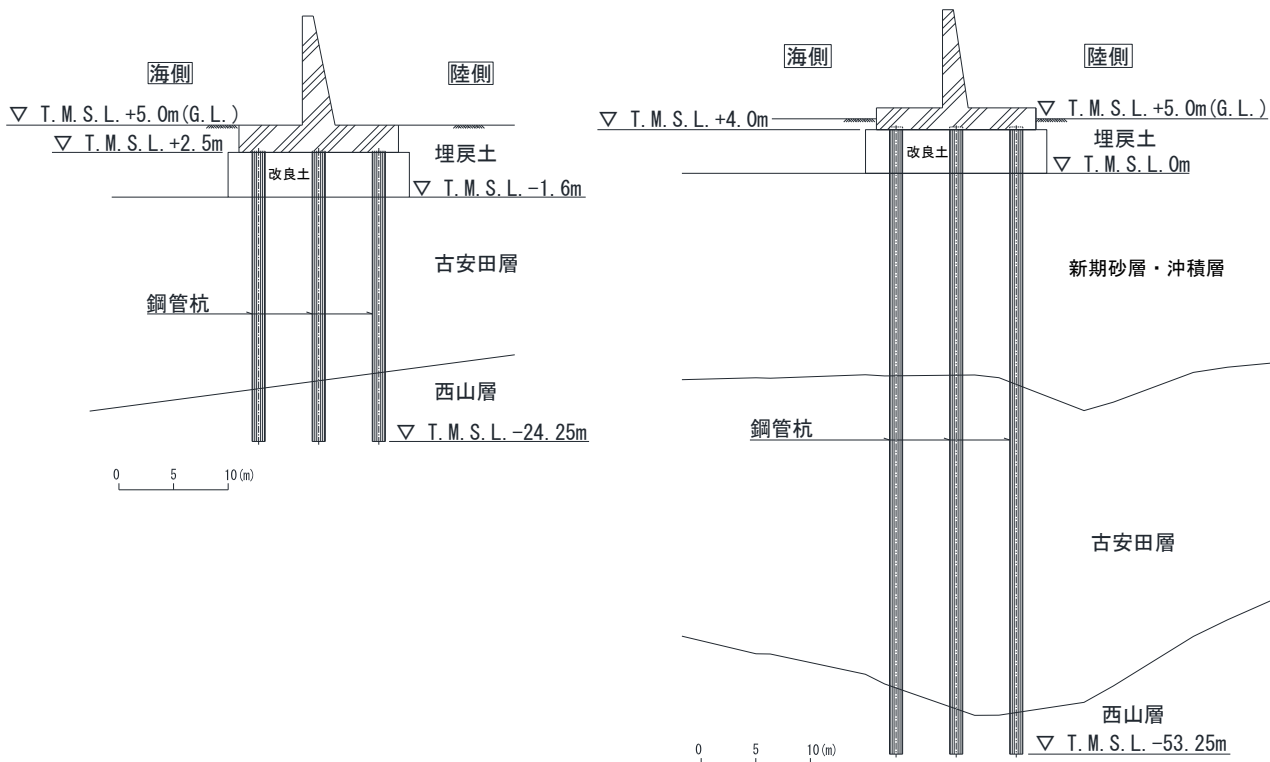 海側
陸側
▽ T.M.S.L.+5.0m(G.L.)
▽ T.M.S.L.+2.5m
埋戻土
改良土
▽ T.M.S.L.-1.6m
古安田層
鋼管杭
西山層
▽ T.M.S.L.-24.25m
0 5 10(m)
海側
陸側
▽ T.M.S.L.+4.0m
▽ T.M.S.L.+5.0m(G.L.)
埋戻土
改良土
▽ T.M.S.L.0m
新期砂層・沖積層
鋼管杭
古安田層
西山層
▽ T.M.S.L.-53.25m
0 5 10(m)